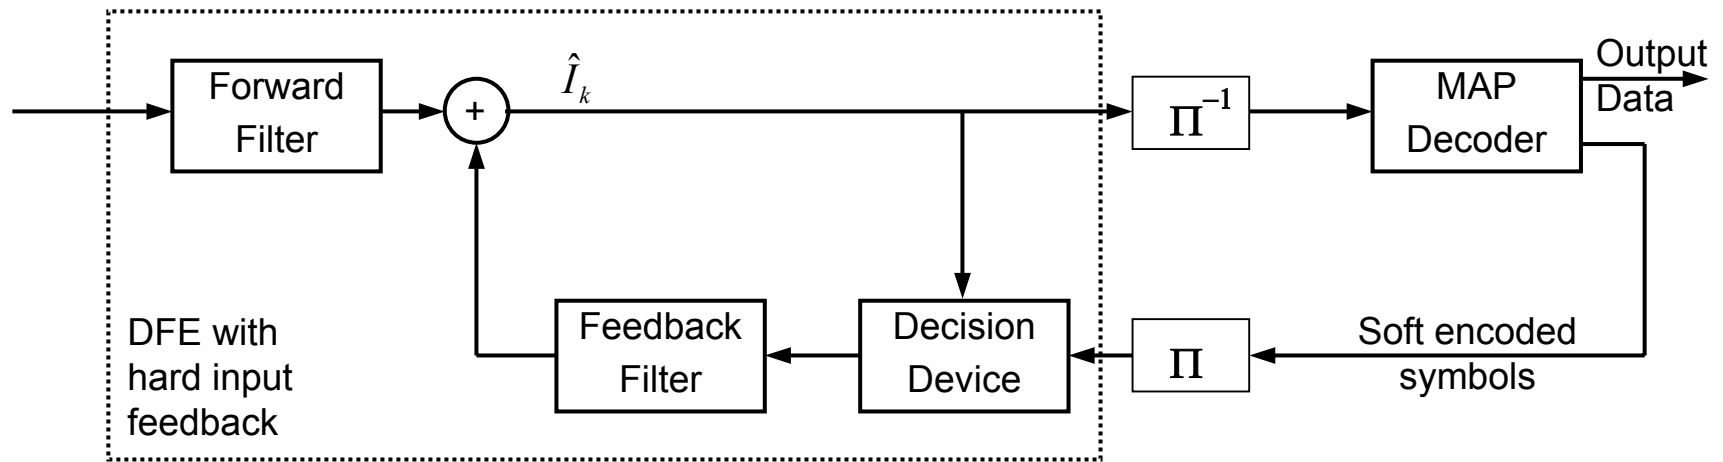 Forward
Filter
+
Î_k
Π⁻¹
MAP
Decoder
Output
Data
DFE with
hard input
feedback
Feedback
Filter
Decision
Device
Π
Soft encoded
symbols